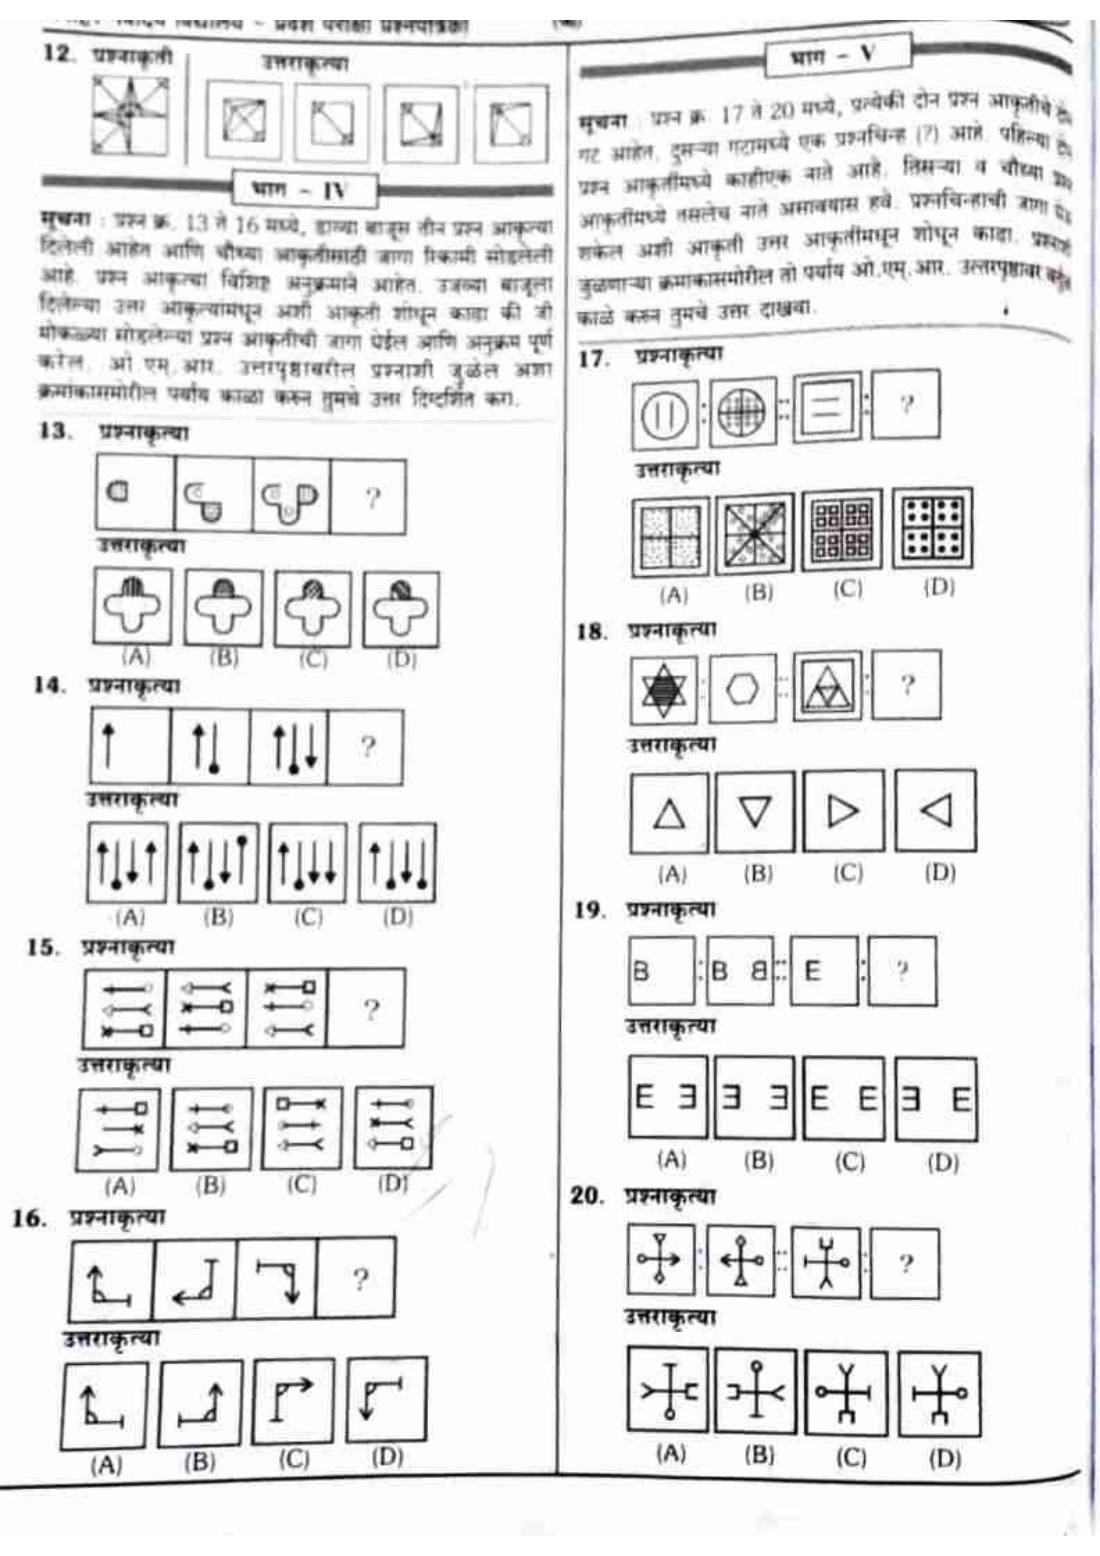 विद्यालय – प्रवेश परीक्षा प्रश्नपत्रिका
12. प्रश्नाकृती
उत्तराकृत्या
भाग – IV
सूचना : प्रश्न क्र. 13 ते 16 मध्ये, डाव्या बाजूस तीन प्रश्न आकृत्या
दिलेली आहेत आणि चौथ्या आकृतीसाठी जागा रिकामी सोडलेली
आहे. प्रश्न आकृत्या विशिष्ट अनुक्रमाने आहेत. उजव्या बाजूला
दिलेल्या उत्तर आकृत्यांमधून अशी आकृती शोधून काढा की जी
मोकळ्या सोडलेल्या प्रश्न आकृतीची जागा घेईल आणि अनुक्रम पूर्ण
करेल. ओ.एम्.आर. उत्तरपृष्ठावरील प्रश्नाशी जुळेल अशा
क्रमांकासमोरील पर्याय काळा करून तुमचे उत्तर दिग्दर्शित करा.
13. प्रश्नाकृत्या
?
उत्तराकृत्या
(A) (B) (C) (D)
14. प्रश्नाकृत्या
?
उत्तराकृत्या
(A) (B) (C) (D)
15. प्रश्नाकृत्या
?
उत्तराकृत्या
(A) (B) (C) (D)
16. प्रश्नाकृत्या
?
उत्तराकृत्या
(A) (B) (C) (D)
भाग – V
सूचना : प्रश्न क्र. 17 ते 20 मध्ये, प्रत्येकी दोन प्रश्न आकृतीचे
गट आहेत. दुसऱ्या गटामध्ये एक प्रश्नचिन्ह (?) आहे. पहिल्या
प्रश्न आकृतींमध्ये काहीएक नाते आहे. तिसऱ्या व चौथ्या
आकृतींमध्ये तसलेच नाते असावयास हवे. प्रश्नचिन्हाची जागा
शकेल अशी आकृती उत्तर आकृतींमधून शोधून काढा.
जुळणाऱ्या क्रमांकासमोरील तो पर्याय ओ.एम्.आर. उत्तरपृष्ठावर
काळे करून तुमचे उत्तर दाखवा.
17. प्रश्नाकृत्या
: :: : ?
उत्तराकृत्या
(A) (B) (C) (D)
18. प्रश्नाकृत्या
: :: : ?
उत्तराकृत्या
(A) (B) (C) (D)
19. प्रश्नाकृत्या
B : B :: E : ?
उत्तराकृत्या
E E E E
(A) (B) (C) (D)
20. प्रश्नाकृत्या
: :: : ?
उत्तराकृत्या
(A) (B) (C) (D)